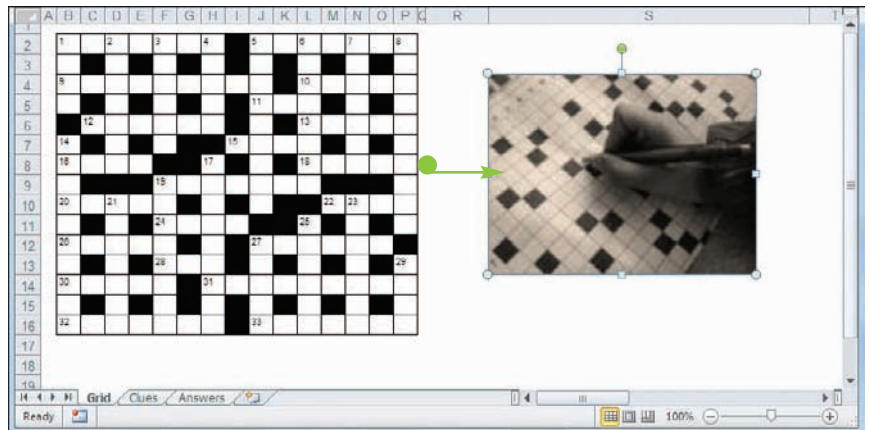 A B C D E F G H I J K L M N O P Q R S T
1
2 1 2 3 4 5 6 7 8
3
4 9 10
5 11
6 12 13
7 14 15
8 16 17 18
9 19
10 20 21 22 23
11 24 25
12 26 27
13 28 29
14 30 31
15
16 32 33
17
18
19
Grid Clues Answers
Ready 100%